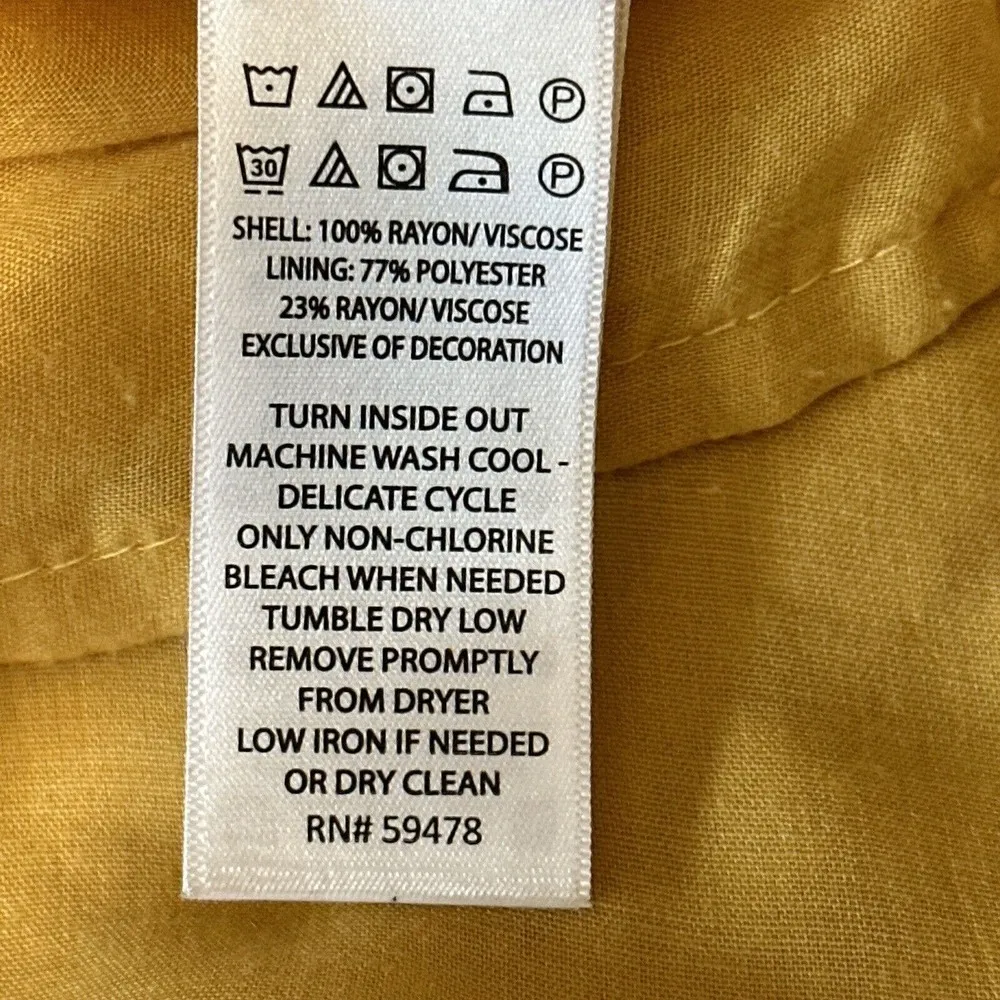 P
30 P
SHELL: 100% RAYON/ VISCOSE
LINING: 77% POLYESTER
23% RAYON/ VISCOSE
EXCLUSIVE OF DECORATION
TURN INSIDE OUT
MACHINE WASH COOL -
DELICATE CYCLE
ONLY NON-CHLORINE
BLEACH WHEN NEEDED
TUMBLE DRY LOW
REMOVE PROMPTLY
FROM DRYER
LOW IRON IF NEEDED
OR DRY CLEAN
RN# 59478